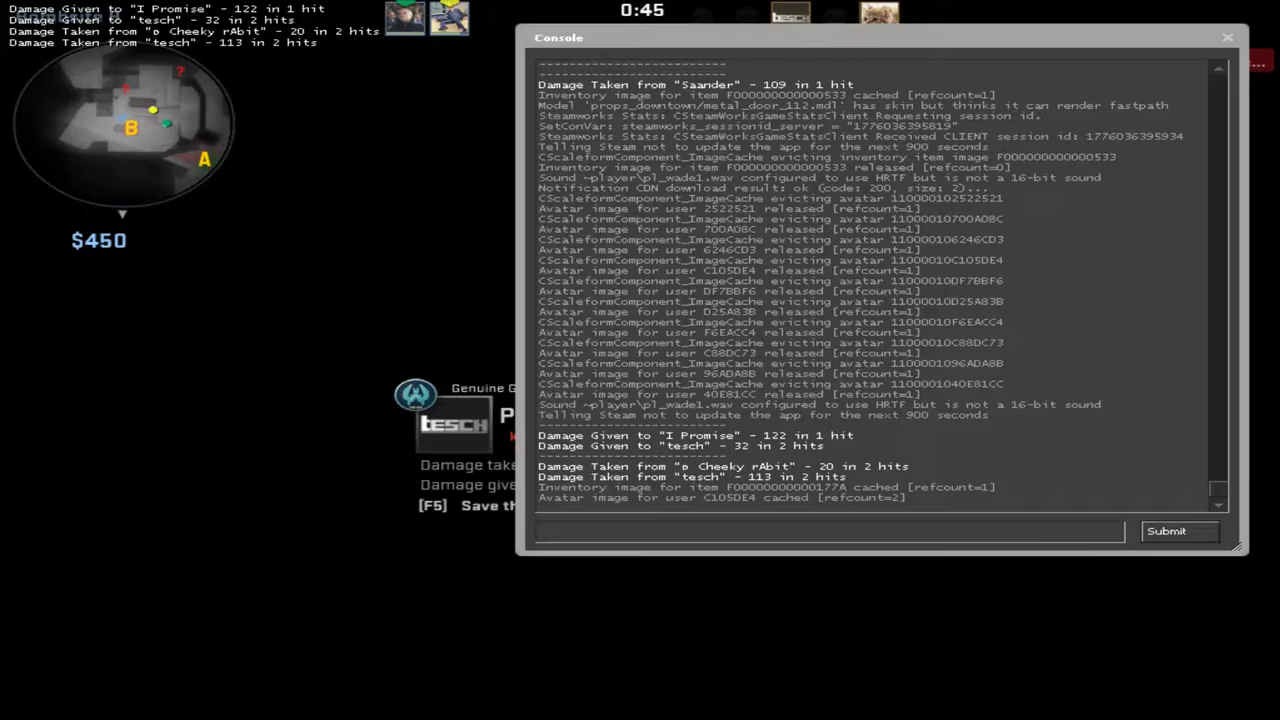 Damage Given to "I Promise" - 122 in 1 hit
Damage Given to "tesch" - 32 in 2 hits
Damage Taken from "ɒ Cheeky rAbit" - 20 in 2 hits
Damage Taken from "tesch" - 113 in 2 hits
0:45
tesch
?
B
A
$450
Genuine G
tesch
P
Damage take
Damage give
[F5] Save th
Console
------------------------
------------------------
Damage Taken from "Saander" - 109 in 1 hit
Inventory image for item F000000000000533 cached [refcount=1]
Model 'props_downtown/metal_door_112.mdl' has skin but thinks it can render fastpath
Steamworks Stats: CSteamWorksGameStatsClient Requesting session id.
SetConVar: steamworks_sessionid_server = "1776036395819"
Steamworks Stats: CSteamWorksGameStatsClient Received CLIENT session id: 1776036395934
Telling Steam not to update the app for the next 900 seconds
CScaleformComponent_ImageCache evicting inventory item image F000000000000533
Inventory image for item F000000000000533 released [refcount=0]
Sound ~player\pl_wade1.wav configured to use HRTF but is not a 16-bit sound
Notification CDN download result: ok (code: 200, size: 2)...
CScaleformComponent_ImageCache evicting avatar 110000102522521
Avatar image for user 2522521 released [refcount=1]
CScaleformComponent_ImageCache evicting avatar 11000010700A08C
Avatar image for user 700A08C released [refcount=1]
CScaleformComponent_ImageCache evicting avatar 110000106246CD3
Avatar image for user 6246CD3 released [refcount=1]
CScaleformComponent_ImageCache evicting avatar 11000010C105DE4
Avatar image for user C105DE4 released [refcount=1]
CScaleformComponent_ImageCache evicting avatar 11000010DF7BBF6
Avatar image for user DF7BBF6 released [refcount=1]
CScaleformComponent_ImageCache evicting avatar 11000010D25A83B
Avatar image for user D25A83B released [refcount=1]
CScaleformComponent_ImageCache evicting avatar 11000010F6EACC4
Avatar image for user F6EACC4 released [refcount=1]
CScaleformComponent_ImageCache evicting avatar 11000010C88DC73
Avatar image for user C88DC73 released [refcount=1]
CScaleformComponent_ImageCache evicting avatar 1100001096ADA8B
Avatar image for user 96ADA8B released [refcount=1]
CScaleformComponent_ImageCache evicting avatar 1100001040E81CC
Avatar image for user 40E81CC released [refcount=1]
Sound ~player\pl_wade1.wav configured to use HRTF but is not a 16-bit sound
Telling Steam not to update the app for the next 900 seconds
------------------------
Damage Given to "I Promise" - 122 in 1 hit
Damage Given to "tesch" - 32 in 2 hits
------------------------
Damage Taken from "ɒ Cheeky rAbit" - 20 in 2 hits
Damage Taken from "tesch" - 113 in 2 hits
Inventory image for item F00000000000177A cached [refcount=1]
Avatar image for user C105DE4 cached [refcount=2]
Submit